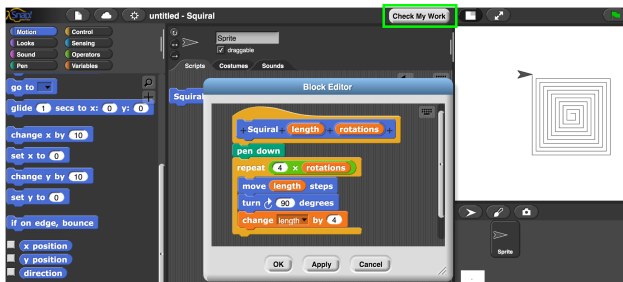 Snap!
untitled - Squiral
Check My Work
Motion Control
Looks Sensing
Sound Operators
Pen Variables
Sprite
draggable
Scripts Costumes Sounds
go to
glide 1 secs to x: 0 y: 0
change x by 10
set x to 0
change y by 10
set y to 0
if on edge, bounce
x position
y position
direction
Squiral
Block Editor
+ Squiral + length + rotations +
pen down
repeat 4 × rotations
move length steps
turn 90 degrees
change length by 4
OK Apply Cancel
Sprite